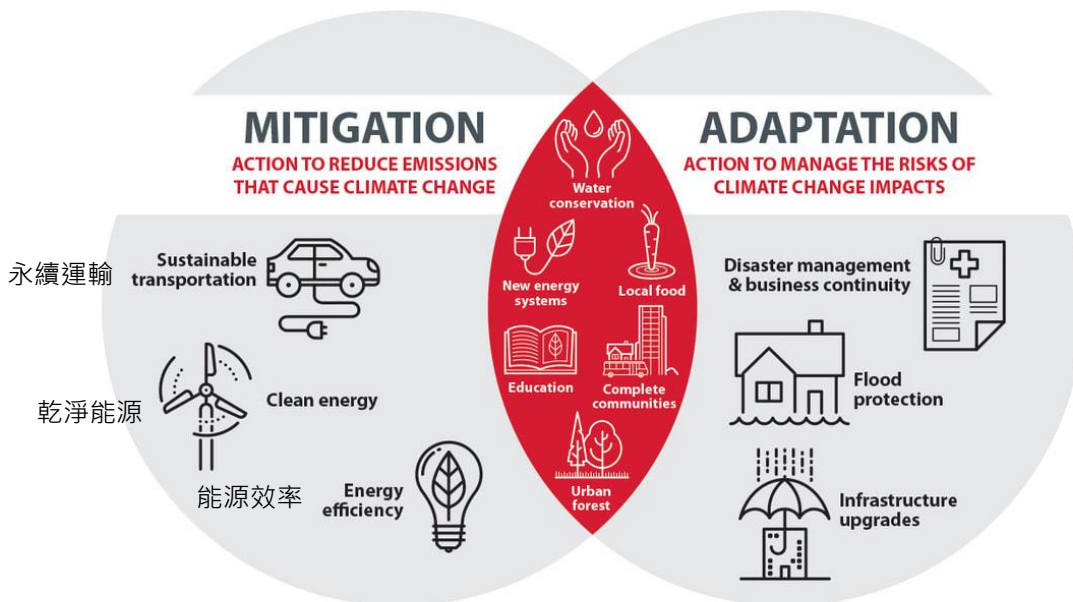 MITIGATION
ACTION TO REDUCE EMISSIONS
THAT CAUSE CLIMATE CHANGE
ADAPTATION
ACTION TO MANAGE THE RISKS OF
CLIMATE CHANGE IMPACTS
永續運輸
Sustainable
transportation
乾淨能源
Clean energy
能源效率
Energy
efficiency
Water
conservation
New energy
systems
Local food
Education
Complete
communities
Urban
forest
Disaster management
& business continuity
Flood
protection
Infrastructure
upgrades